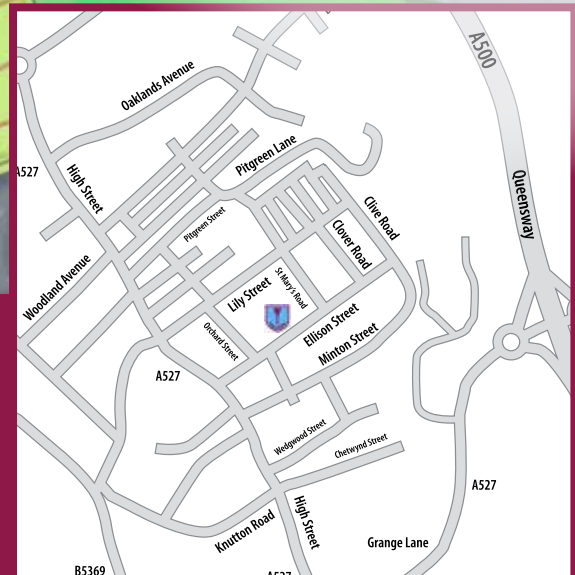 A500
Oaklands Avenue
Pitgreen Lane
A527
High Street
Queensway
Clive Road
Pitgreen Street
Clover Road
Woodland Avenue
St Mary's Road
Lily Street
Ellison Street
Orchard Street
Minton Street
A527
Wedgwood Street
Chetwynd Street
A527
High Street
Knutton Road
Grange Lane
B5369
A527